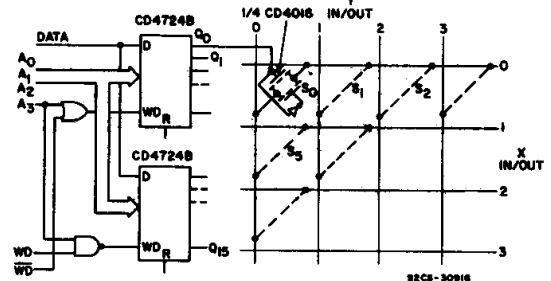 CD4724B
DATA
D
Q0
Q1
A0
A1
A2
A3
WD
R
CD4724B
D
WD
R
Q15
WD
W̅D̅
1/4 CD4016
Y
IN/OUT
0
1
2
3
S0
S1
S2
S5
0
1
2
3
X
IN/OUT
92CS-30916